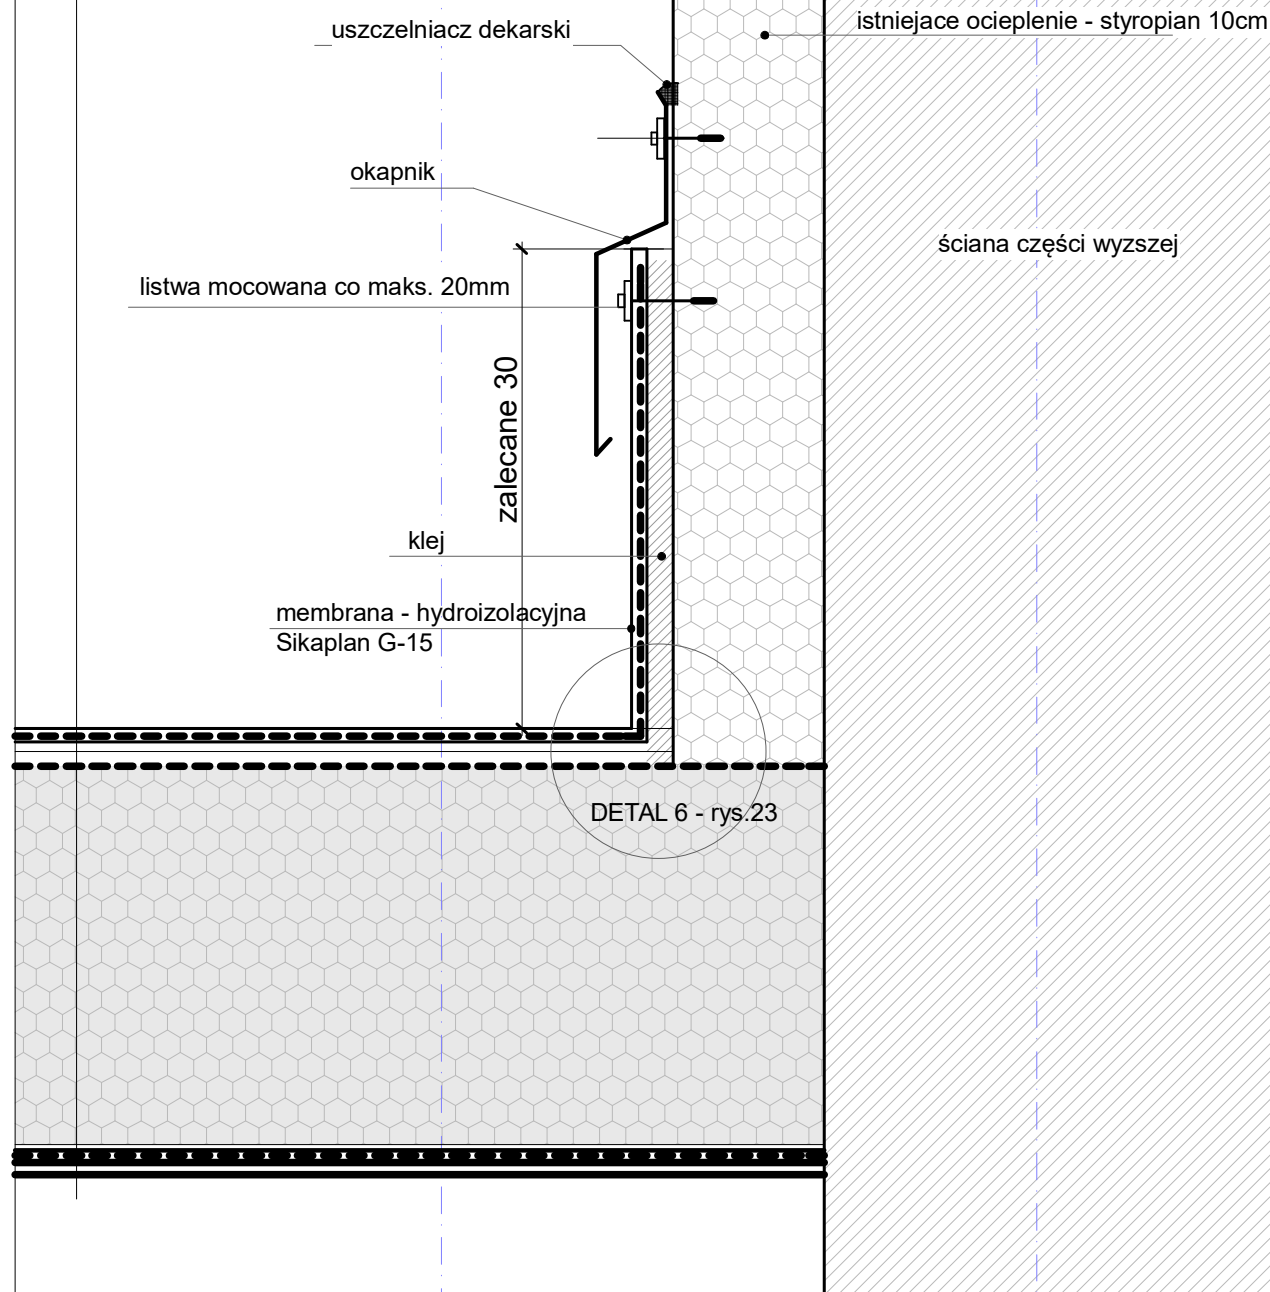 istniejace ocieplenie - styropian 10cm
uszczelniacz dekarski
okapnik
ściana części wyzszej
listwa mocowana co maks. 20mm
zalecane 30
klej
membrana - hydroizolacyjna
Sikaplan G-15
DETAL 6 - rys.23